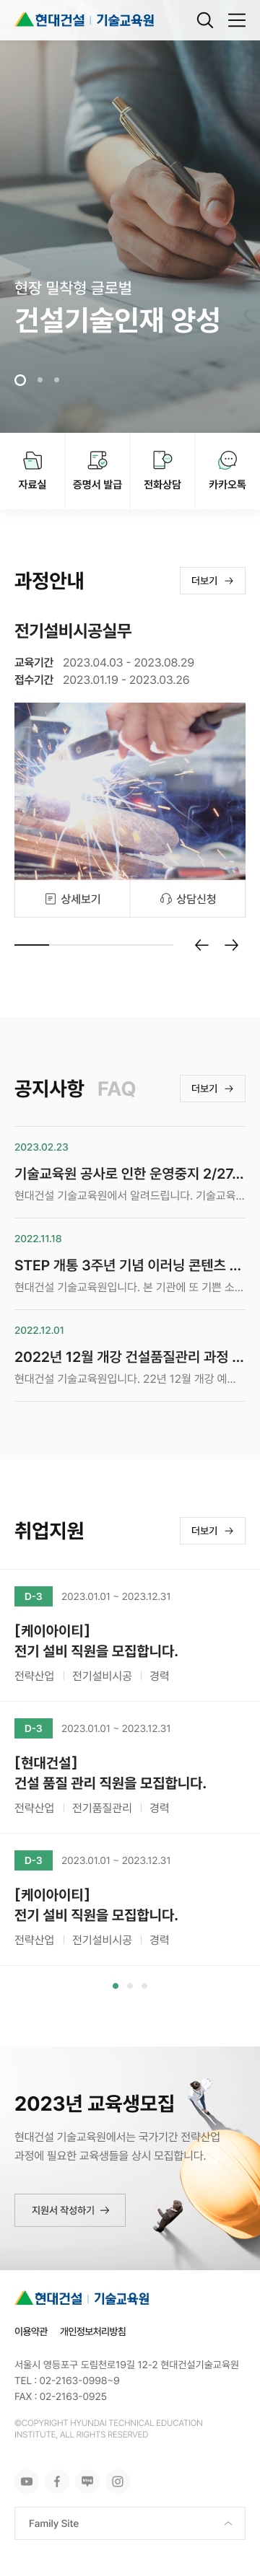 현대건설 | 기술교육원
현장 밀착형 글로벌
건설기술인재 양성
자료실
증명서 발급
전화상담
카카오톡
과정안내
더보기
전기설비시공실무
교육기간 2023.04.03 - 2023.08.29
접수기간 2023.01.19 - 2023.03.26
상세보기
상담신청
공지사항 FAQ
더보기
2023.02.23
기술교육원 공사로 인한 운영중지 2/27...
현대건설 기술교육원에서 알려드립니다. 기술교육...
2022.11.18
STEP 개통 3주년 기념 이러닝 콘텐츠 ...
현대건설 기술교육원입니다. 본 기관에 또 기쁜 소...
2022.12.01
2022년 12월 개강 건설품질관리 과정 ...
현대건설 기술교육원입니다. 22년 12월 개강 예...
취업지원
더보기
D-3 2023.01.01 ~ 2023.12.31
[케이아이티]
전기 설비 직원을 모집합니다.
전략산업 | 전기설비시공 | 경력
D-3 2023.01.01 ~ 2023.12.31
[현대건설]
건설 품질 관리 직원을 모집합니다.
전략산업 | 전기품질관리 | 경력
D-3 2023.01.01 ~ 2023.12.31
[케이아이티]
전기 설비 직원을 모집합니다.
전략산업 | 전기설비시공 | 경력
2023년 교육생모집
현대건설 기술교육원에서는 국가기간 전략산업
과정에 필요한 교육생들을 상시 모집합니다.
지원서 작성하기
현대건설 | 기술교육원
이용약관 개인정보처리방침
서울시 영등포구 도림천로19길 12-2 현대건설기술교육원
TEL : 02-2163-0998~9
FAX : 02-2163-0925
©COPYRIGHT HYUNDAI TECHNICAL EDUCATION
INSTITUTE, ALL RIGHTS RESERVED
Family Site